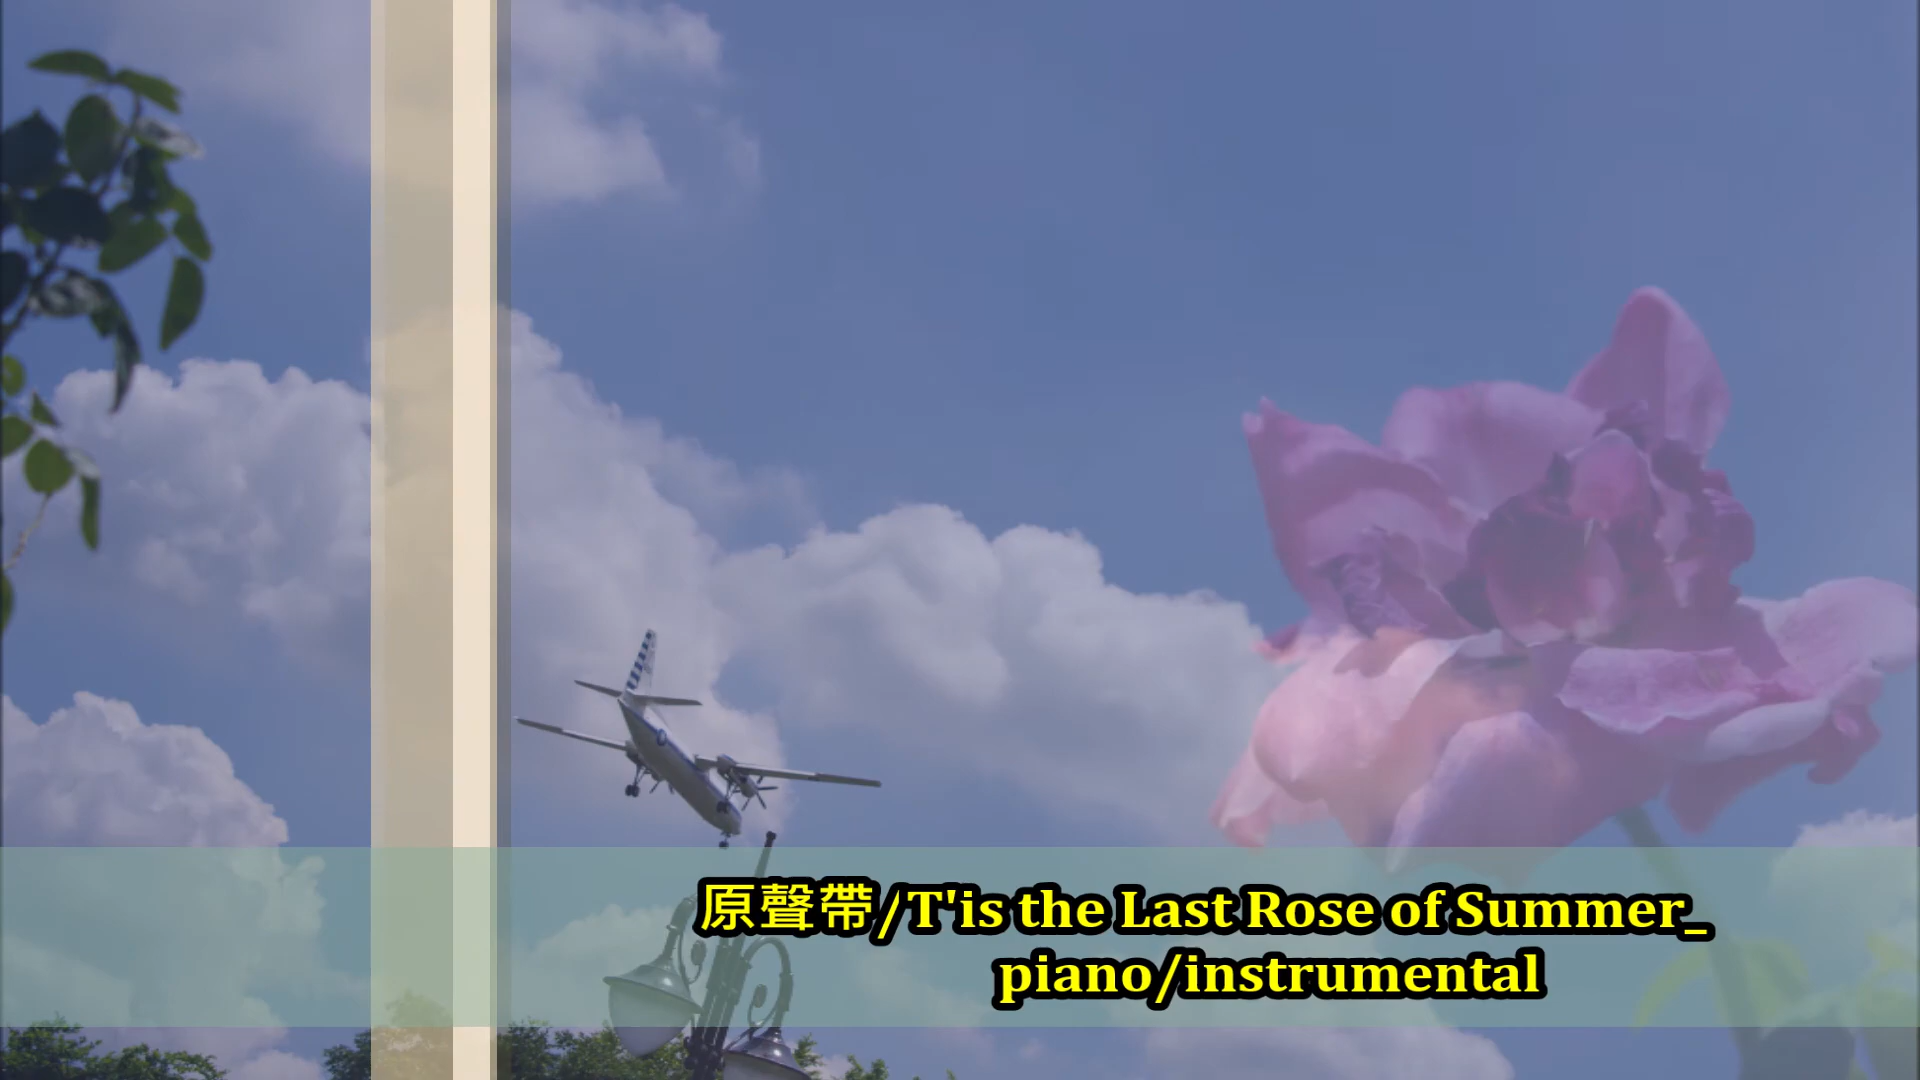 原聲帶/T'is the Last Rose of Summer_
piano/instrumental